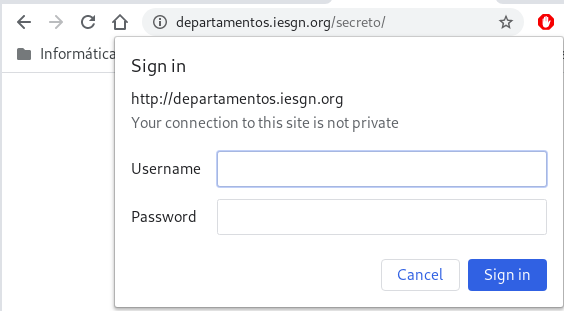 departamentos.iesgn.org/secreto/
Informática
Sign in
http://departamentos.iesgn.org
Your connection to this site is not private
Username
Password
Cancel
Sign in